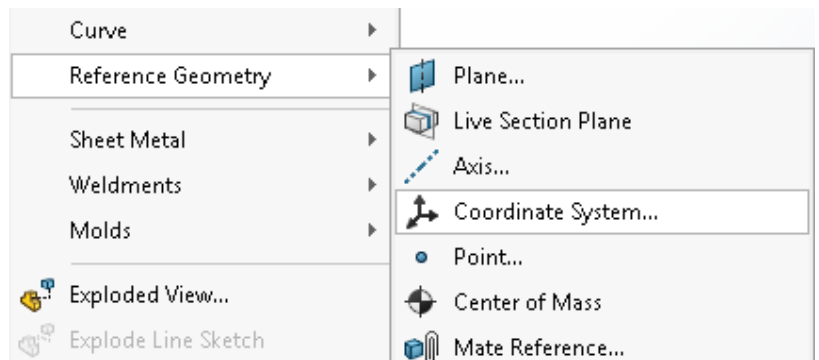 Curve
Reference Geometry
Sheet Metal
Weldments
Molds
Exploded View...
Explode Line Sketch
Plane...
Live Section Plane
Axis...
Coordinate System...
Point...
Center of Mass
Mate Reference...